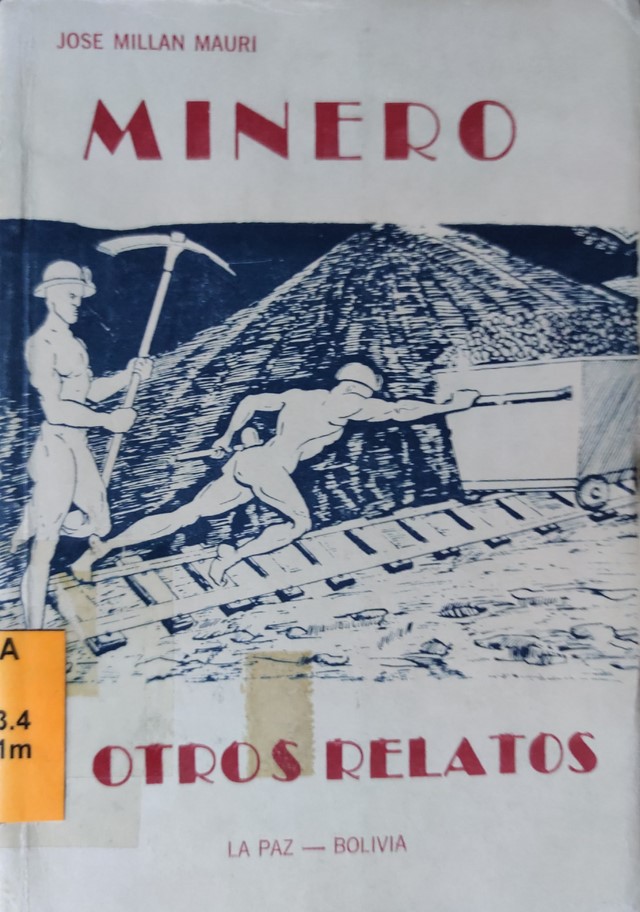 JOSE MILLAN MAURI
MINERO
A
3.4
1m
OTROS RELATOS
LA PAZ — BOLIVIA